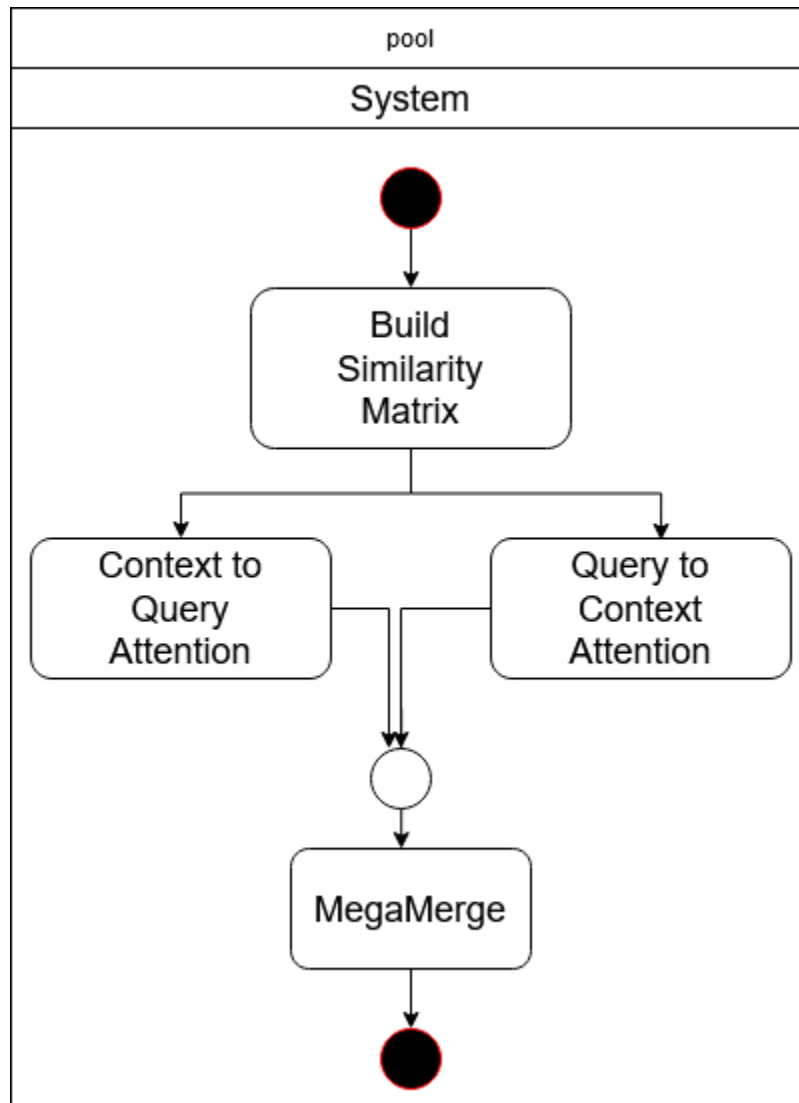 pool
System
Build
Similarity
Matrix
Context to
Query
Attention
Query to
Context
Attention
MegaMerge